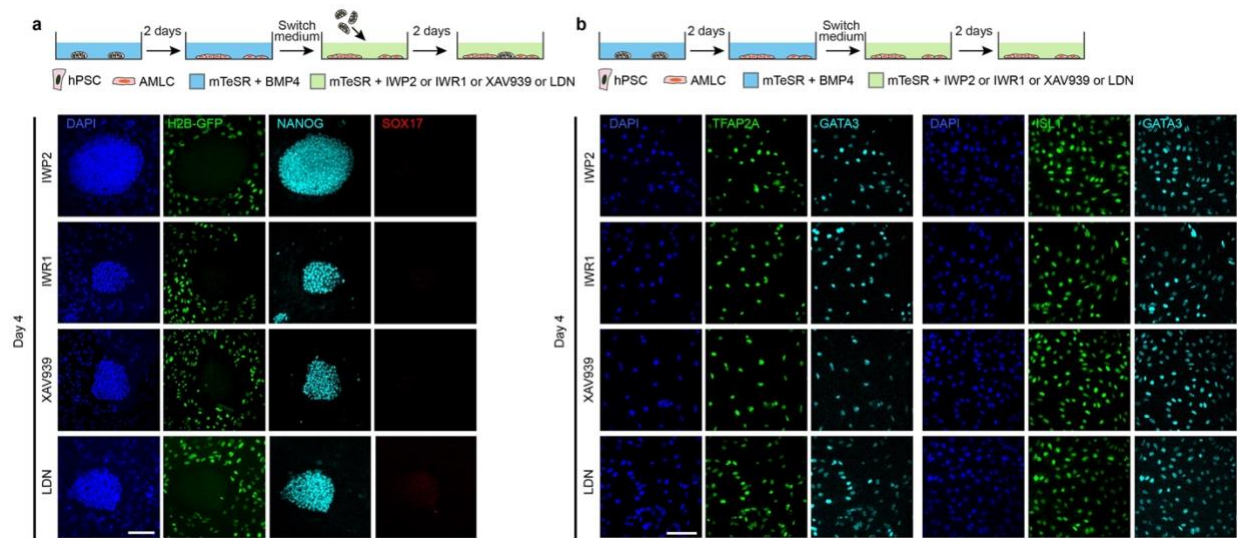 a
2 days
Switch
medium
2 days
hPSC
AMLC
mTeSR + BMP4
mTeSR + IWP2 or IWR1 or XAV939 or LDN
DAPI
H2B-GFP
NANOG
SOX17
Day 4
IWP2
IWR1
XAV939
LDN
b
2 days
Switch
medium
2 days
hPSC
AMLC
mTeSR + BMP4
mTeSR + IWP2 or IWR1 or XAV939 or LDN
DAPI
TFAP2A
GATA3
DAPI
ISL1
GATA3
Day 4
IWP2
IWR1
XAV939
LDN